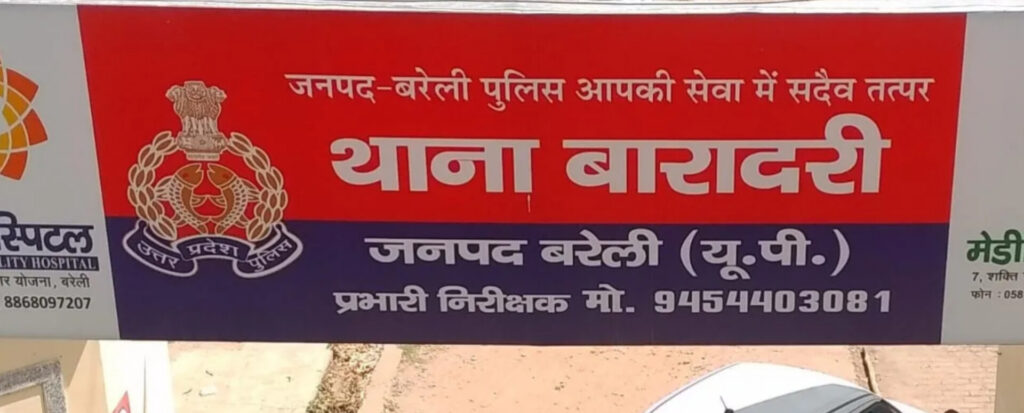 जनपद-बरेली पुलिस आपकी सेवा में सदैव तत्पर
थाना बारादरी
जनपद बरेली (यू.पी.)
प्रभारी निरीक्षक मो. 9454403081
उत्तर प्रदेश पुलिस
स्पिटल
LITY HOSPITAL
र योजना, बरेली
8868097207
मेडी
7, शक्ति
फोन : 058